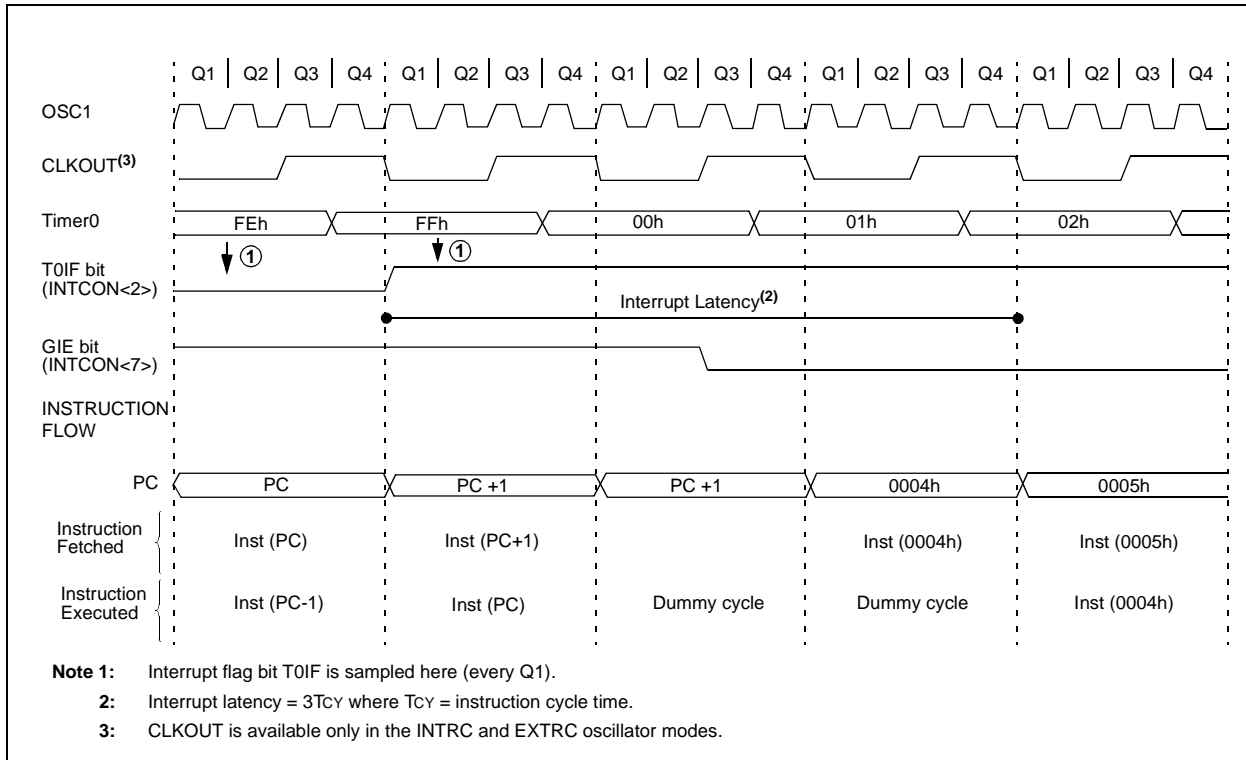 Q1 Q2 Q3 Q4 Q1 Q2 Q3 Q4 Q1 Q2 Q3 Q4 Q1 Q2 Q3 Q4 Q1 Q2 Q3 Q4
OSC1
CLKOUT(3)
Timer0 FEh FFh 00h 01h 02h
1 1
T0IF bit
(INTCON<2>)
Interrupt Latency(2)
GIE bit
(INTCON<7>)
INSTRUCTION
FLOW
PC PC PC +1 PC +1 0004h 0005h
Instruction
Fetched
Inst (PC) Inst (PC+1) Inst (0004h) Inst (0005h)
Instruction
Executed
Inst (PC-1) Inst (PC) Dummy cycle Dummy cycle Inst (0004h)
Note 1: Interrupt flag bit T0IF is sampled here (every Q1).
2: Interrupt latency = 3TCY where TCY = instruction cycle time.
3: CLKOUT is available only in the INTRC and EXTRC oscillator modes.